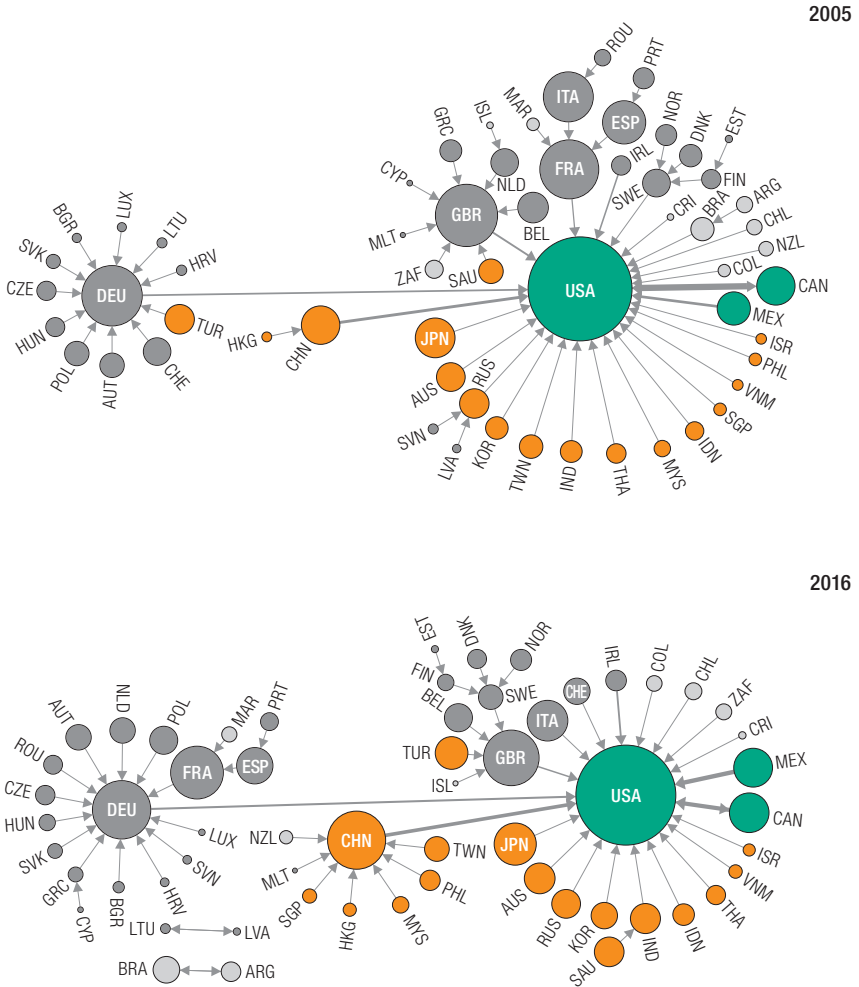 2005
ROU
PRT
ITA
MAR
ESP
NOR
DNK
EST
ISL
GRC
FRA
IRL
CYP
NLD
SWE
FIN
GBR
BEL
CRI
BRA
ARG
CHL
NZL
MLT
ZAF
SAU
COL
LUX
BGR
LTU
SVK
HRV
CZE
DEU
USA
CAN
MEX
TUR
HUN
HKG
CHN
JPN
ISR
PHL
POL
AUT
CHE
AUS
RUS
VNM
SGP
SVN
LVA
KOR
TWN
IND
THA
MYS
IDN
2016
EST
DNK
NOR
FIN
SWE
CHE
IRL
COL
CHL
ZAF
AUT
NLD
POL
MAR
PRT
BEL
ITA
CRI
ROU
FRA
ESP
TUR
GBR
MEX
CZE
ISL
DEU
USA
CAN
HUN
LUX
NZL
CHN
TWN
JPN
ISR
SVK
SVN
MLT
PHL
AUS
VNM
GRC
CYP
BGR
HRV
SGP
HKG
MYS
RUS
KOR
THA
LTU
LVA
SAU
IND
IDN
BRA
ARG